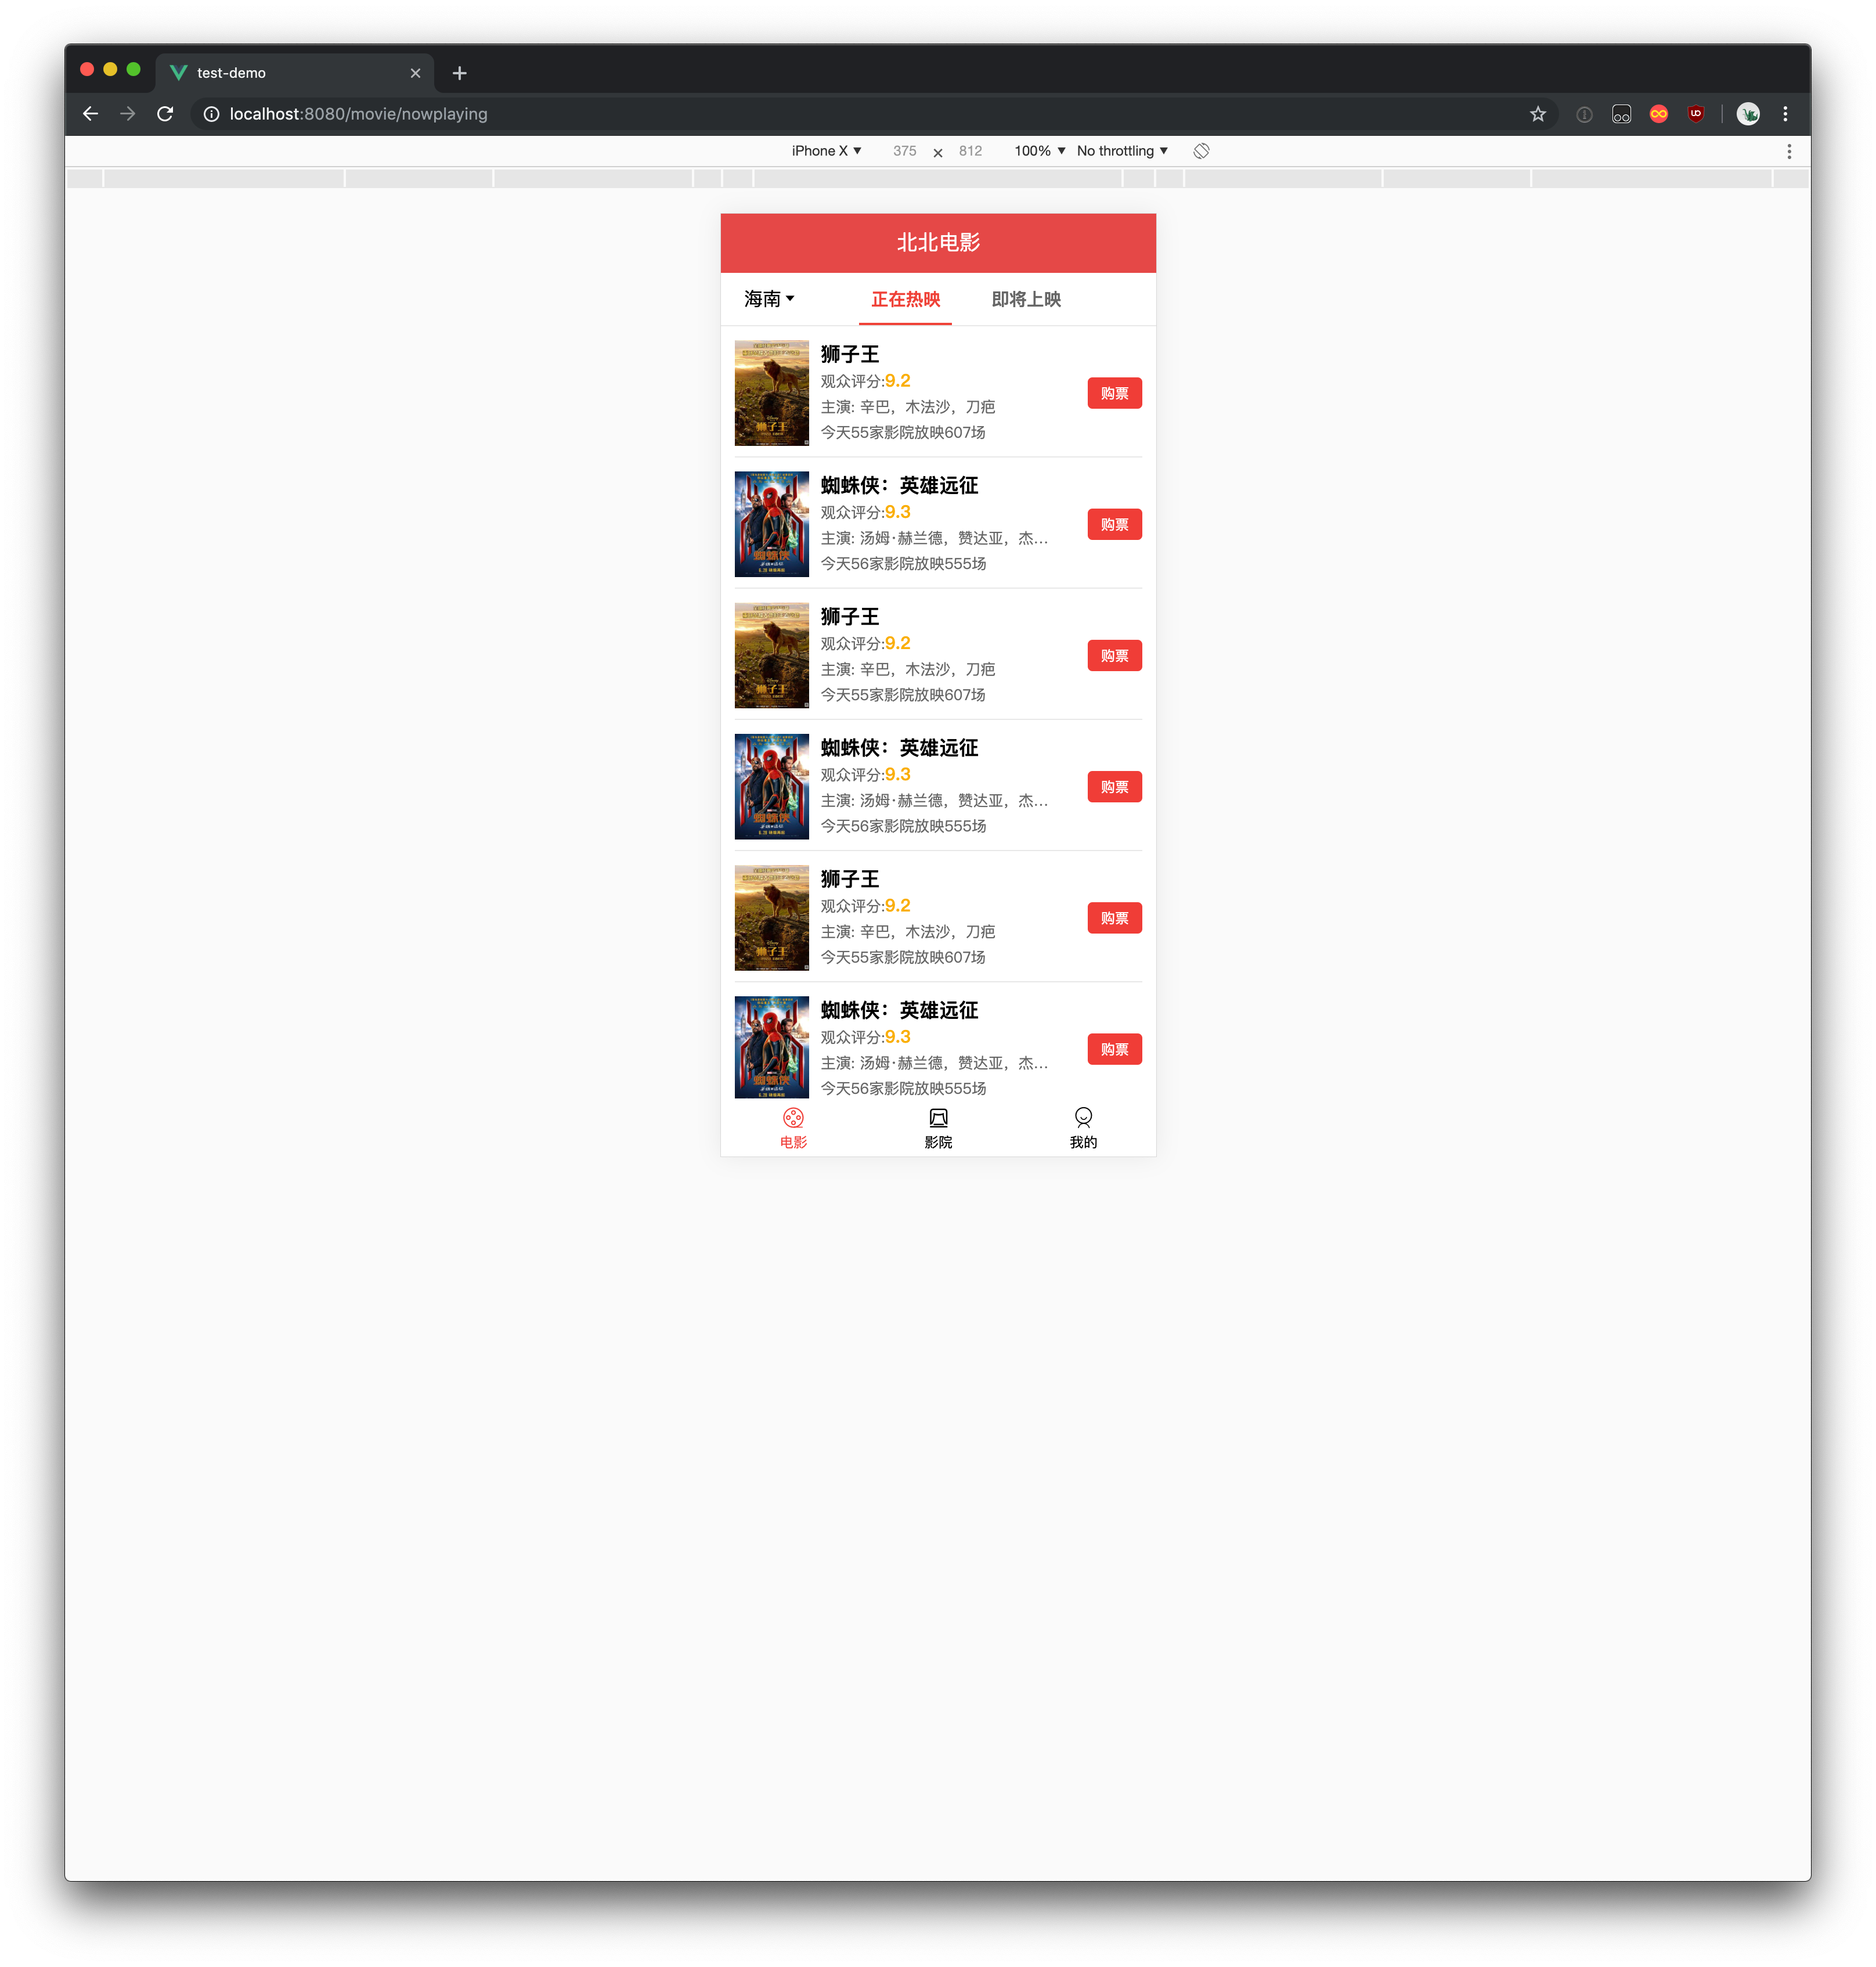 test-demo
localhost:8080/movie/nowplaying
iPhone X 375 × 812 100% No throttling
北北电影
海南 正在热映 即将上映
狮子王
观众评分:9.2
购票
主演: 辛巴，木法沙，刀疤
今天55家影院放映607场
蜘蛛侠：英雄远征
观众评分:9.3
购票
主演: 汤姆·赫兰德，赞达亚，杰...
今天56家影院放映555场
狮子王
观众评分:9.2
购票
主演: 辛巴，木法沙，刀疤
今天55家影院放映607场
蜘蛛侠：英雄远征
观众评分:9.3
购票
主演: 汤姆·赫兰德，赞达亚，杰...
今天56家影院放映555场
狮子王
观众评分:9.2
购票
主演: 辛巴，木法沙，刀疤
今天55家影院放映607场
蜘蛛侠：英雄远征
观众评分:9.3
购票
主演: 汤姆·赫兰德，赞达亚，杰...
今天56家影院放映555场
电影 影院 我的